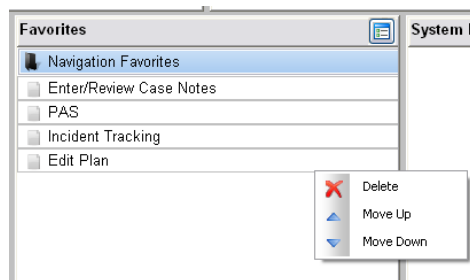 Favorites
System
Navigation Favorites
Enter/Review Case Notes
PAS
Incident Tracking
Edit Plan
Delete
Move Up
Move Down